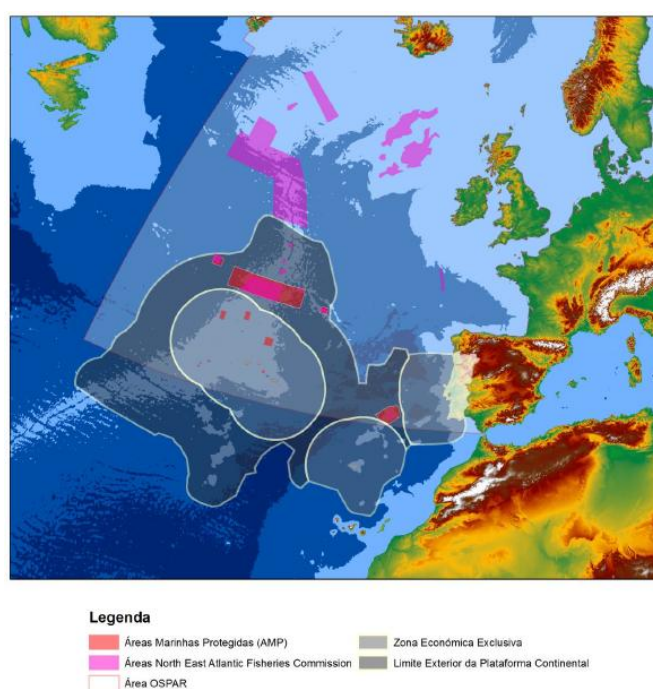 Legenda
Áreas Marinhas Protegidas (AMP)
Áreas North East Atlantic Fisheries Commission
Área OSPAR
Zona Económica Exclusiva
Limite Exterior da Plataforma Continental